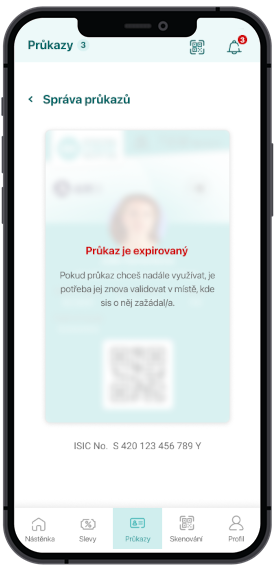 Průkazy 3
3
Správa průkazů
Průkaz je expirovaný
Pokud průkaz chceš nadále využívat, je
potřeba jej znova validovat v místě, kde
sis o něj zažádal/a.
ISIC No. S 420 123 456 789 Y
Nástěnka Slevy Průkazy Skenování Profil